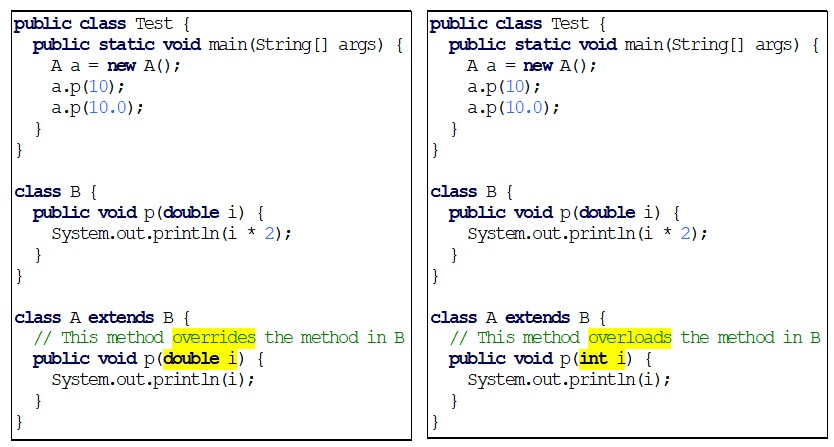 public class Test {
  public static void main(String[] args) {
    A a = new A();
    a.p(10);
    a.p(10.0);
  }
}

class B {
  public void p(double i) {
    System.out.println(i * 2);
  }
}

class A extends B {
  // This method overrides the method in B
  public void p(double i) {
    System.out.println(i);
  }
}

public class Test {
  public static void main(String[] args) {
    A a = new A();
    a.p(10);
    a.p(10.0);
  }
}

class B {
  public void p(double i) {
    System.out.println(i * 2);
  }
}

class A extends B {
  // This method overloads the method in B
  public void p(int i) {
    System.out.println(i);
  }
}